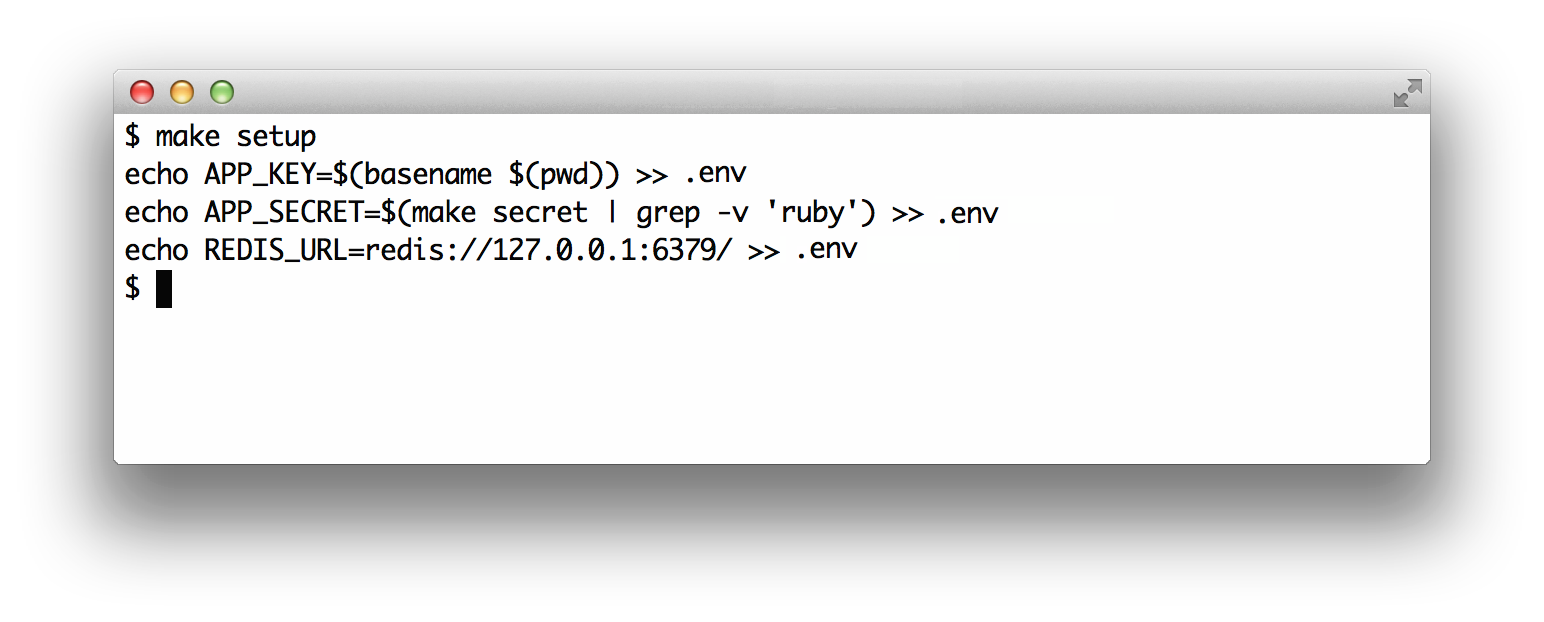 $ make setup
echo APP_KEY=$(basename $(pwd)) >> .env
echo APP_SECRET=$(make secret | grep -v 'ruby') >> .env
echo REDIS_URL=redis://127.0.0.1:6379/ >> .env
$